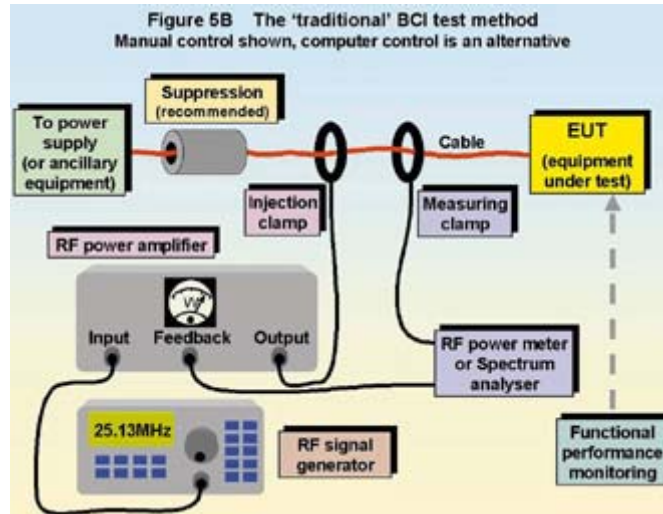 Figure 5B The 'traditional' BCI test method
Manual control shown, computer control is an alternative
Suppression
(recommended)
To power
supply
(or ancillary
equipment)
Cable
EUT
(equipment
under test)
Injection
clamp
Measuring
clamp
RF power amplifier
W
Input Feedback Output
RF power meter
or Spectrum
analyser
25.13MHz
RF signal
generator
Functional
performance
monitoring